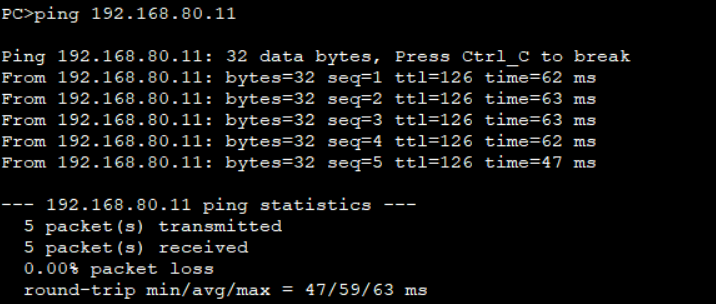 PC>ping 192.168.80.11
Ping 192.168.80.11: 32 data bytes, Press Ctrl_C to break
From 192.168.80.11: bytes=32 seq=1 ttl=126 time=62 ms
From 192.168.80.11: bytes=32 seq=2 ttl=126 time=63 ms
From 192.168.80.11: bytes=32 seq=3 ttl=126 time=63 ms
From 192.168.80.11: bytes=32 seq=4 ttl=126 time=62 ms
From 192.168.80.11: bytes=32 seq=5 ttl=126 time=47 ms
--- 192.168.80.11 ping statistics ---
5 packet(s) transmitted
5 packet(s) received
0.00% packet loss
round-trip min/avg/max = 47/59/63 ms